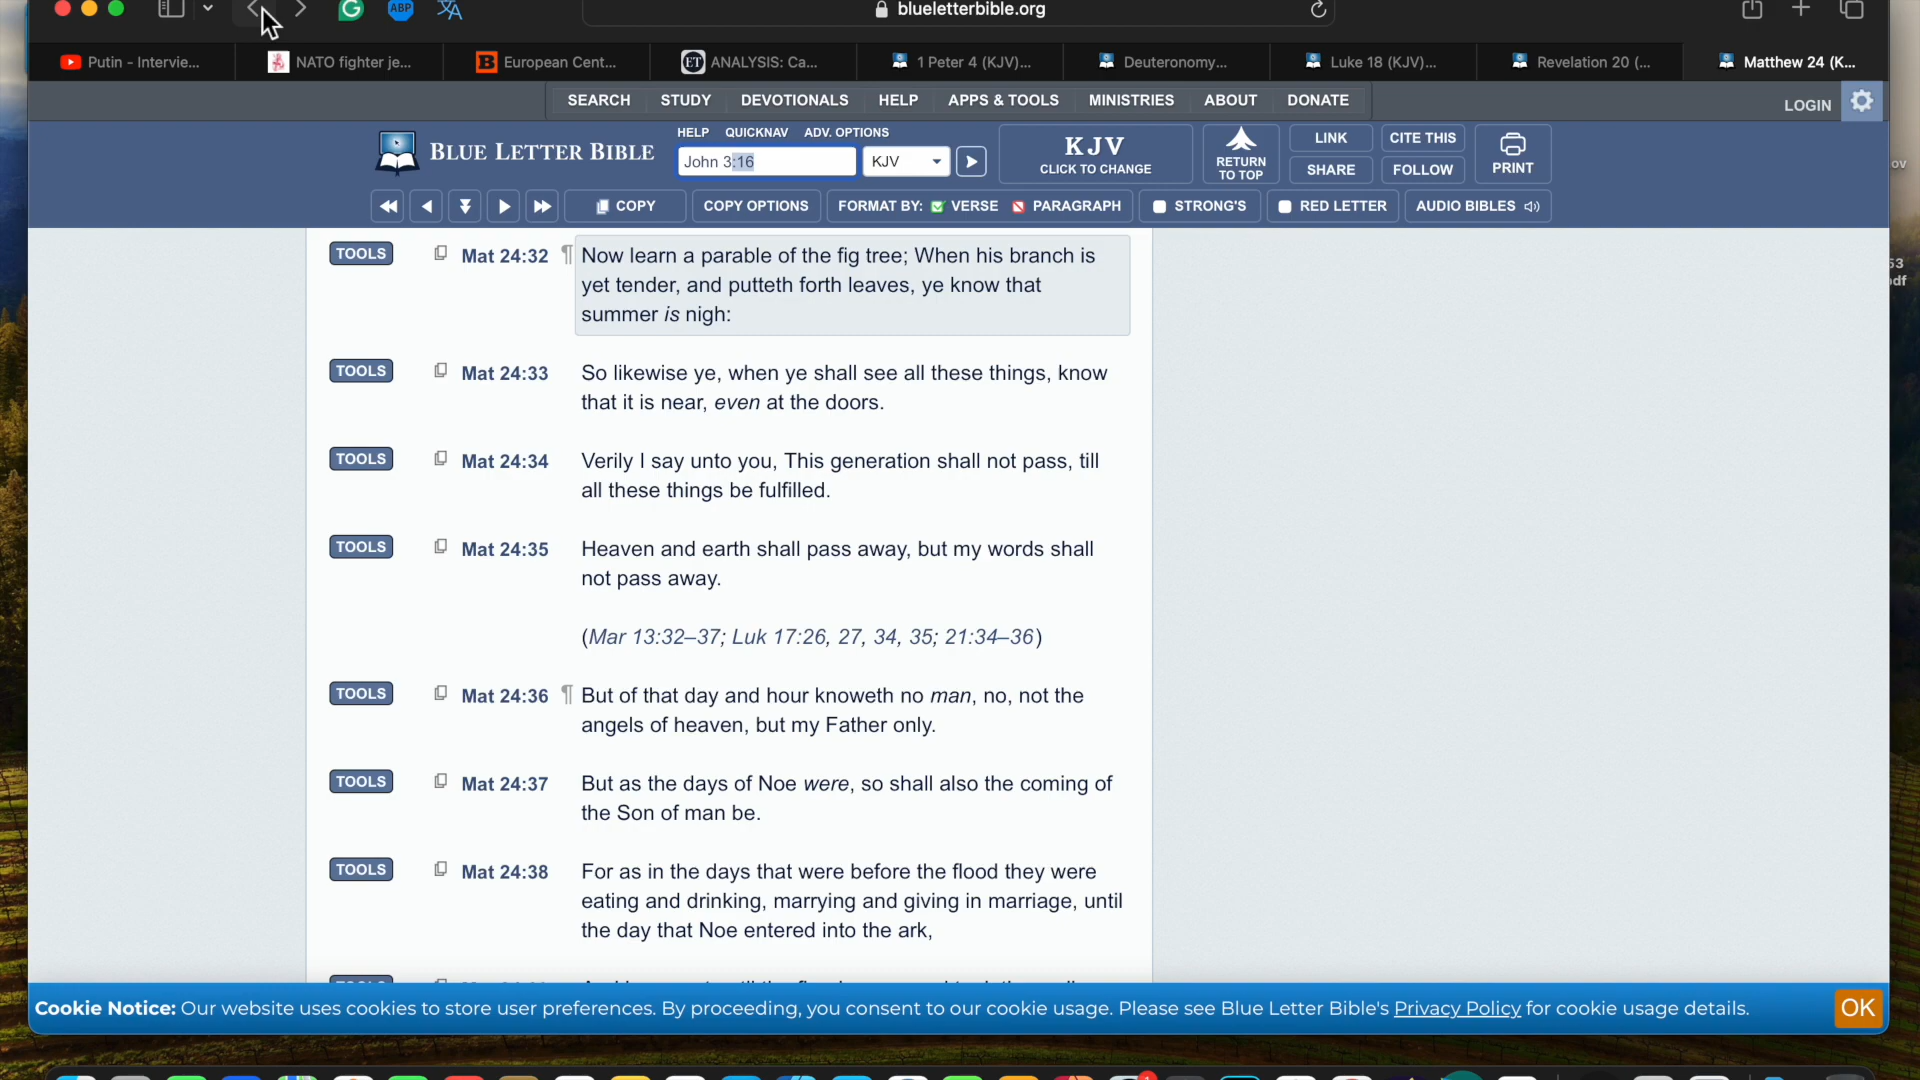 ABP
blueletterbible.org
Putin - Intervie...
NATO fighter je...
B European Cent...
ET ANALYSIS: Ca...
1 Peter 4 (KJV)...
Deuteronomy...
Luke 18 (KJV)...
Revelation 20 (...
Matthew 24 (K...
SEARCH STUDY DEVOTIONALS HELP APPS & TOOLS MINISTRIES ABOUT DONATE
LOGIN
BLUE LETTER BIBLE
HELP QUICKNAV ADV. OPTIONS
John 3:16
KJV
KJV
CLICK TO CHANGE
RETURN
TO TOP
LINK
CITE THIS
SHARE
FOLLOW
PRINT
COPY
COPY OPTIONS
FORMAT BY: VERSE PARAGRAPH
STRONG'S
RED LETTER
AUDIO BIBLES
TOOLS Mat 24:32 ¶ Now learn a parable of the fig tree; When his branch is
yet tender, and putteth forth leaves, ye know that
summer is nigh:
TOOLS Mat 24:33 So likewise ye, when ye shall see all these things, know
that it is near, even at the doors.
TOOLS Mat 24:34 Verily I say unto you, This generation shall not pass, till
all these things be fulfilled.
TOOLS Mat 24:35 Heaven and earth shall pass away, but my words shall
not pass away.
(Mar 13:32–37; Luk 17:26, 27, 34, 35; 21:34–36)
TOOLS Mat 24:36 ¶ But of that day and hour knoweth no man, no, not the
angels of heaven, but my Father only.
TOOLS Mat 24:37 But as the days of Noe were, so shall also the coming of
the Son of man be.
TOOLS Mat 24:38 For as in the days that were before the flood they were
eating and drinking, marrying and giving in marriage, until
the day that Noe entered into the ark,
Cookie Notice: Our website uses cookies to store user preferences. By proceeding, you consent to our cookie usage. Please see Blue Letter Bible's Privacy Policy for cookie usage details.
OK